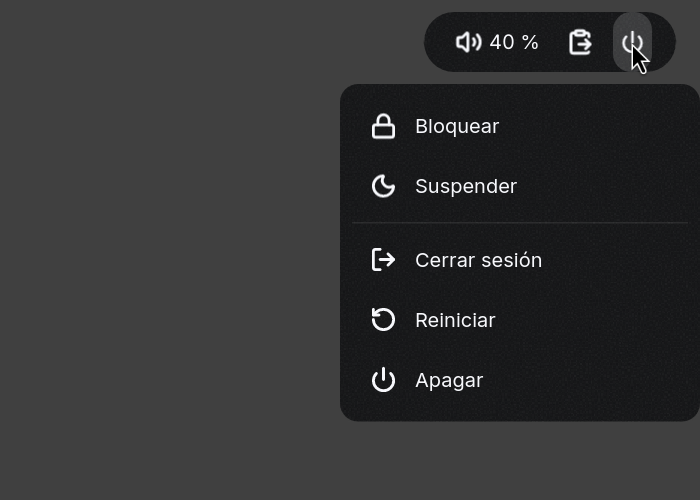 40 %
Bloquear
Suspender
Cerrar sesión
Reiniciar
Apagar